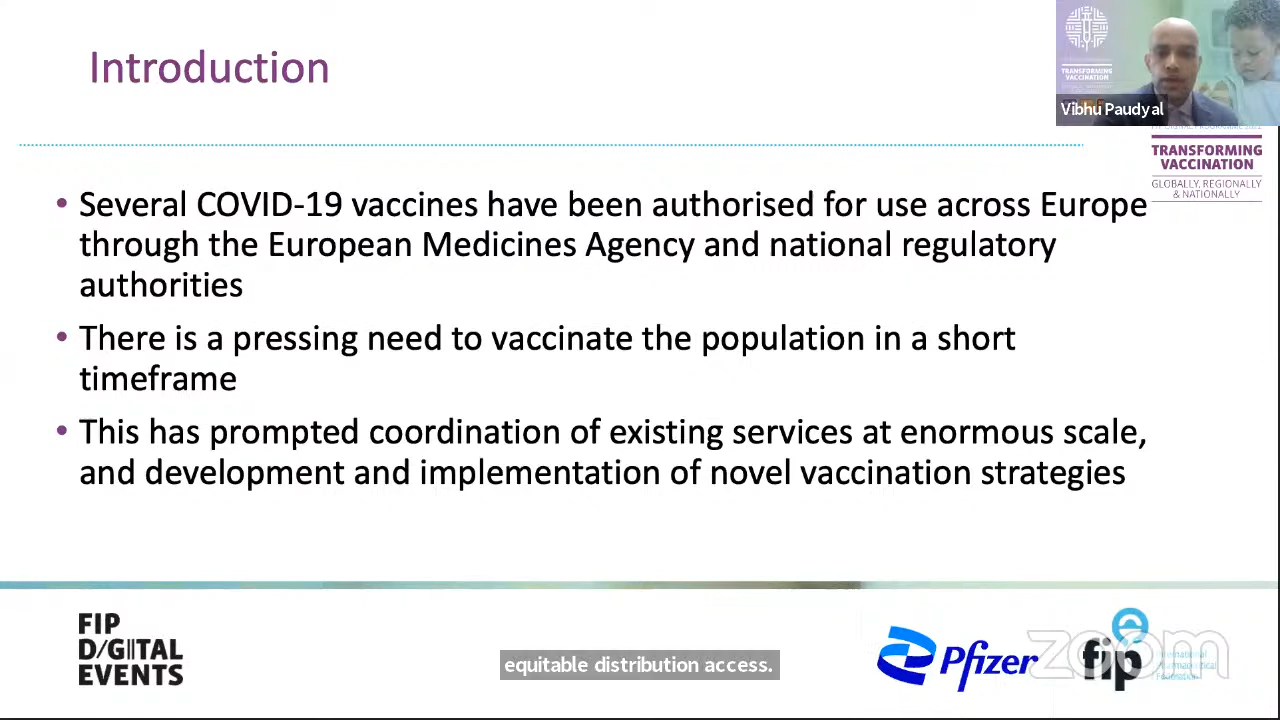 Introduction
TRANSFORMING
VACCINATION
Vibhu Paudyal
TRANSFORMING
VACCINATION
GLOBALLY, REGIONALLY
& NATIONALLY
• Several COVID-19 vaccines have been authorised for use across Europe
through the European Medicines Agency and national regulatory
authorities
• There is a pressing need to vaccinate the population in a short
timeframe
• This has prompted coordination of existing services at enormous scale,
and development and implementation of novel vaccination strategies
FIP
D/GITAL
EVENTS
equitable distribution access.
Pfizer
fip
zoom